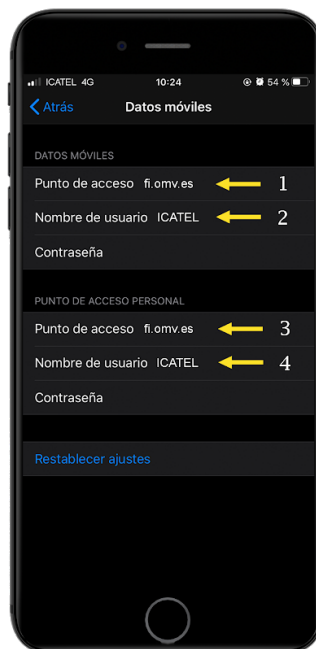 ICATEL 4G 10:24 54 %
Atrás Datos móviles
DATOS MÓVILES
Punto de acceso fi.omv.es 1
Nombre de usuario ICATEL 2
Contraseña
PUNTO DE ACCESO PERSONAL
Punto de acceso fi.omv.es 3
Nombre de usuario ICATEL 4
Contraseña
Restablecer ajustes